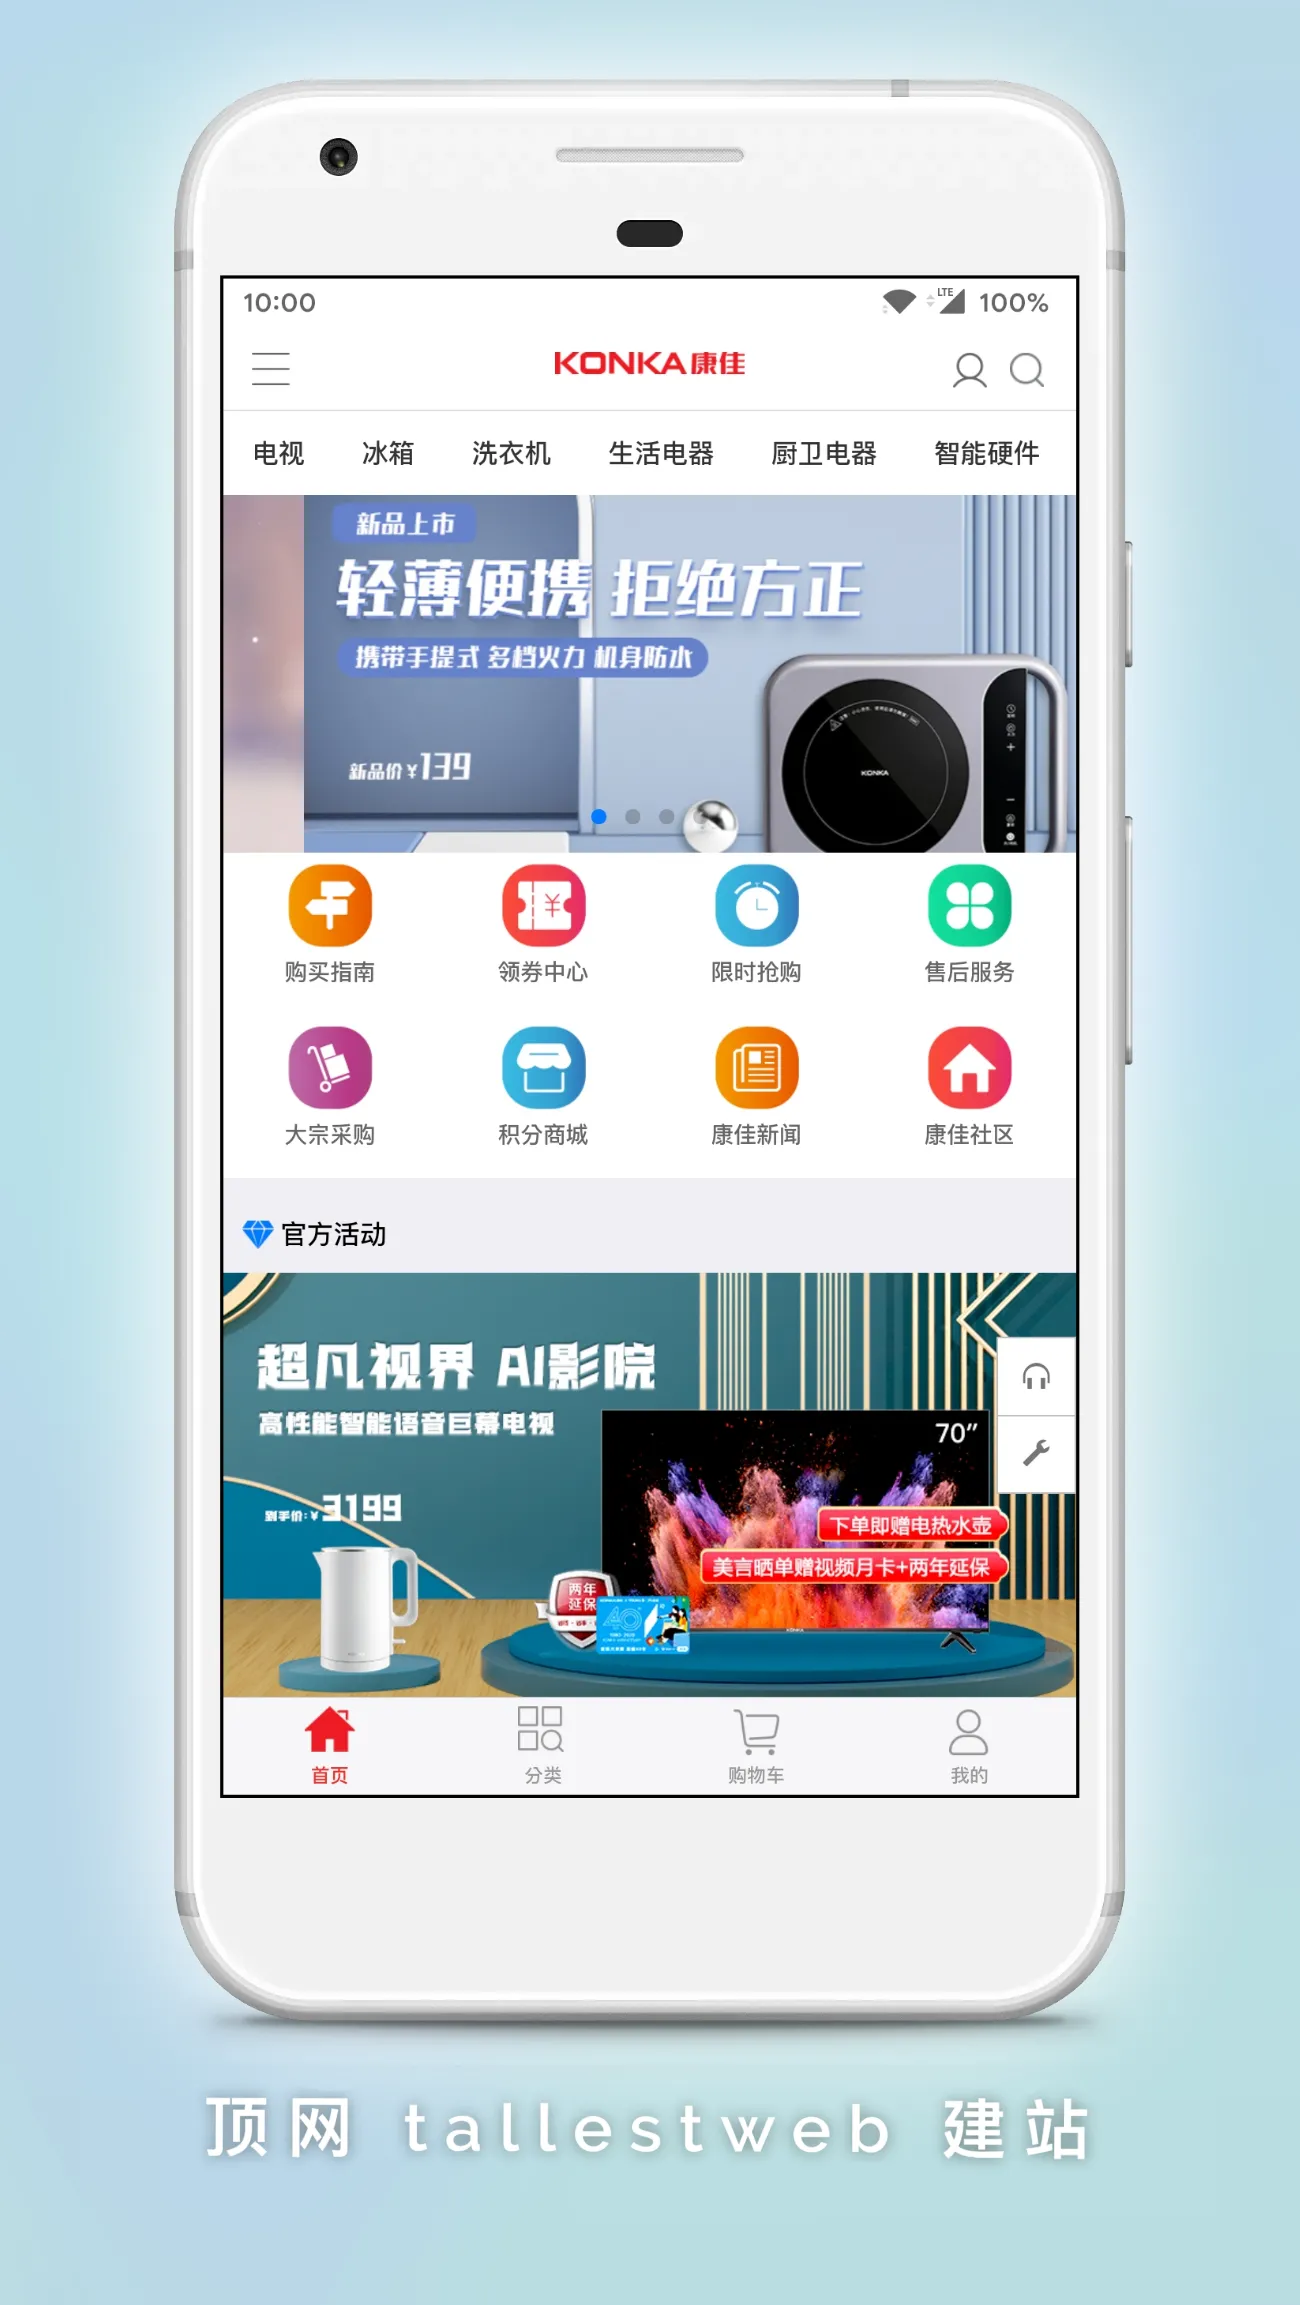 10:00 LTE 100%
KONKA康佳
电视 冰箱 洗衣机 生活电器 厨卫电器 智能硬件
新品上市
轻薄便携 拒绝方正
携带手提式 多档火力 机身防水
新品价¥139
KONKA
购买指南 领券中心 限时抢购 售后服务
大宗采购 积分商城 康佳新闻 康佳社区
官方活动
超凡视界 AI影院
高性能智能语音巨幕电视
70”
到手价:¥3199
下单即赠电热水壶
美言晒单赠视频月卡+两年延保
两年
延保
40
KONKA
首页 分类 购物车 我的
顶网 tallestweb 建站